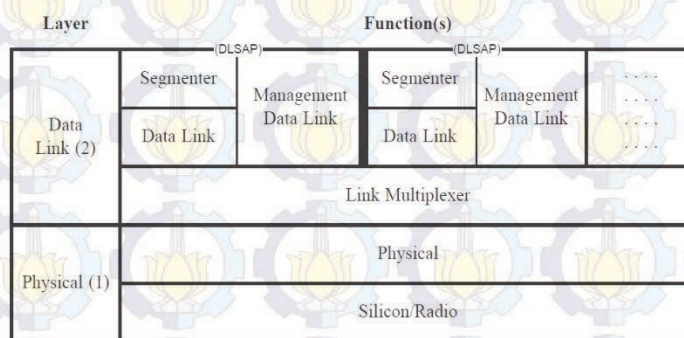 Layer Function(s)
(DLSAP) (DLSAP)
Segmenter Segmenter
Management Data Link Management Data Link
Data Link (2)
Data Link Data Link
. . . .
. . . .
. . . .
. . . .
Link Multiplexer
Physical (1)
Physical
Silicon/Radio